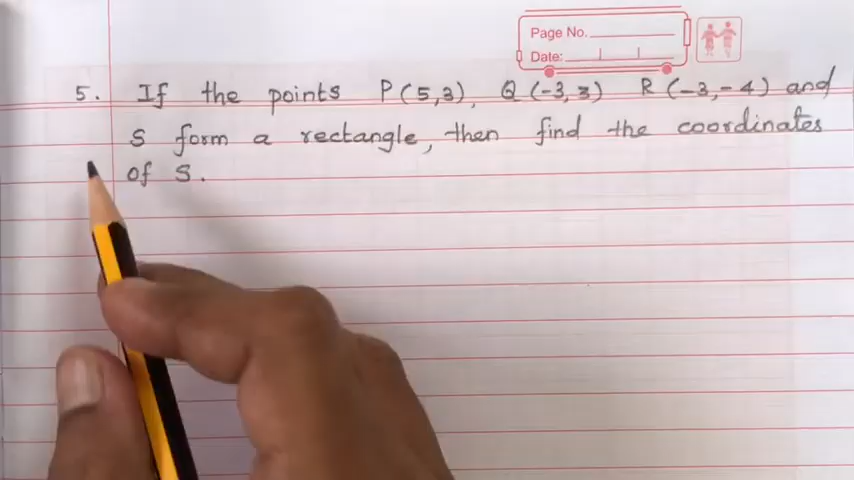 Page No.
Date:
5. If the points P(5,3), Q(-3,3) R(-3,-4) and
S form a rectangle, then find the coordinates
of S.